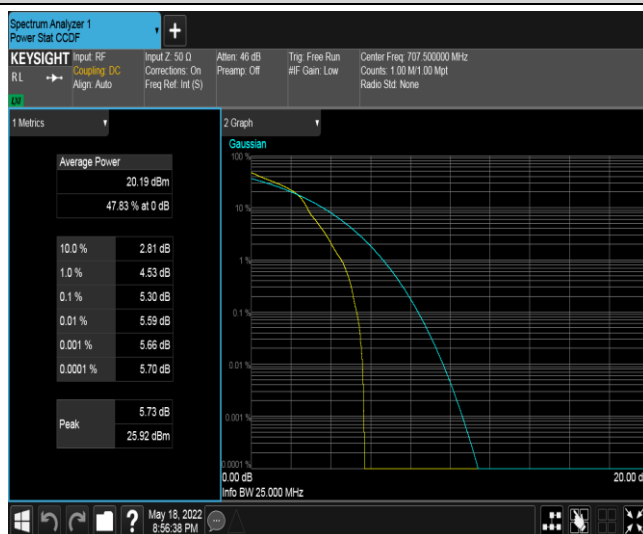 Spectrum Analyzer 1
Power Stat CCDF
+
KEYSIGHT
Input: RF
Coupling: DC
Align: Auto
RL
LXI
Input Z: 50 Ω
Corrections: On
Freq Ref: Int (S)
Atten: 46 dB
Preamp: Off
Trig: Free Run
#IF Gain: Low
Center Freq: 707.500000 MHz
Counts: 1.00 M/1.00 Mpt
Radio Std: None
1 Metrics
Average Power
20.19 dBm
47.83 % at 0 dB
10.0 % 2.81 dB
1.0 % 4.53 dB
0.1 % 5.30 dB
0.01 % 5.59 dB
0.001 % 5.66 dB
0.0001 % 5.70 dB
Peak
5.73 dB
25.92 dBm
2 Graph
Gaussian
100 %
10 %
1 %
0.1 %
0.01 %
0.001 %
0.0001 %
0.00 dB
20.00 d
Info BW 25.000 MHz
?
May 18, 2022
8:56:38 PM